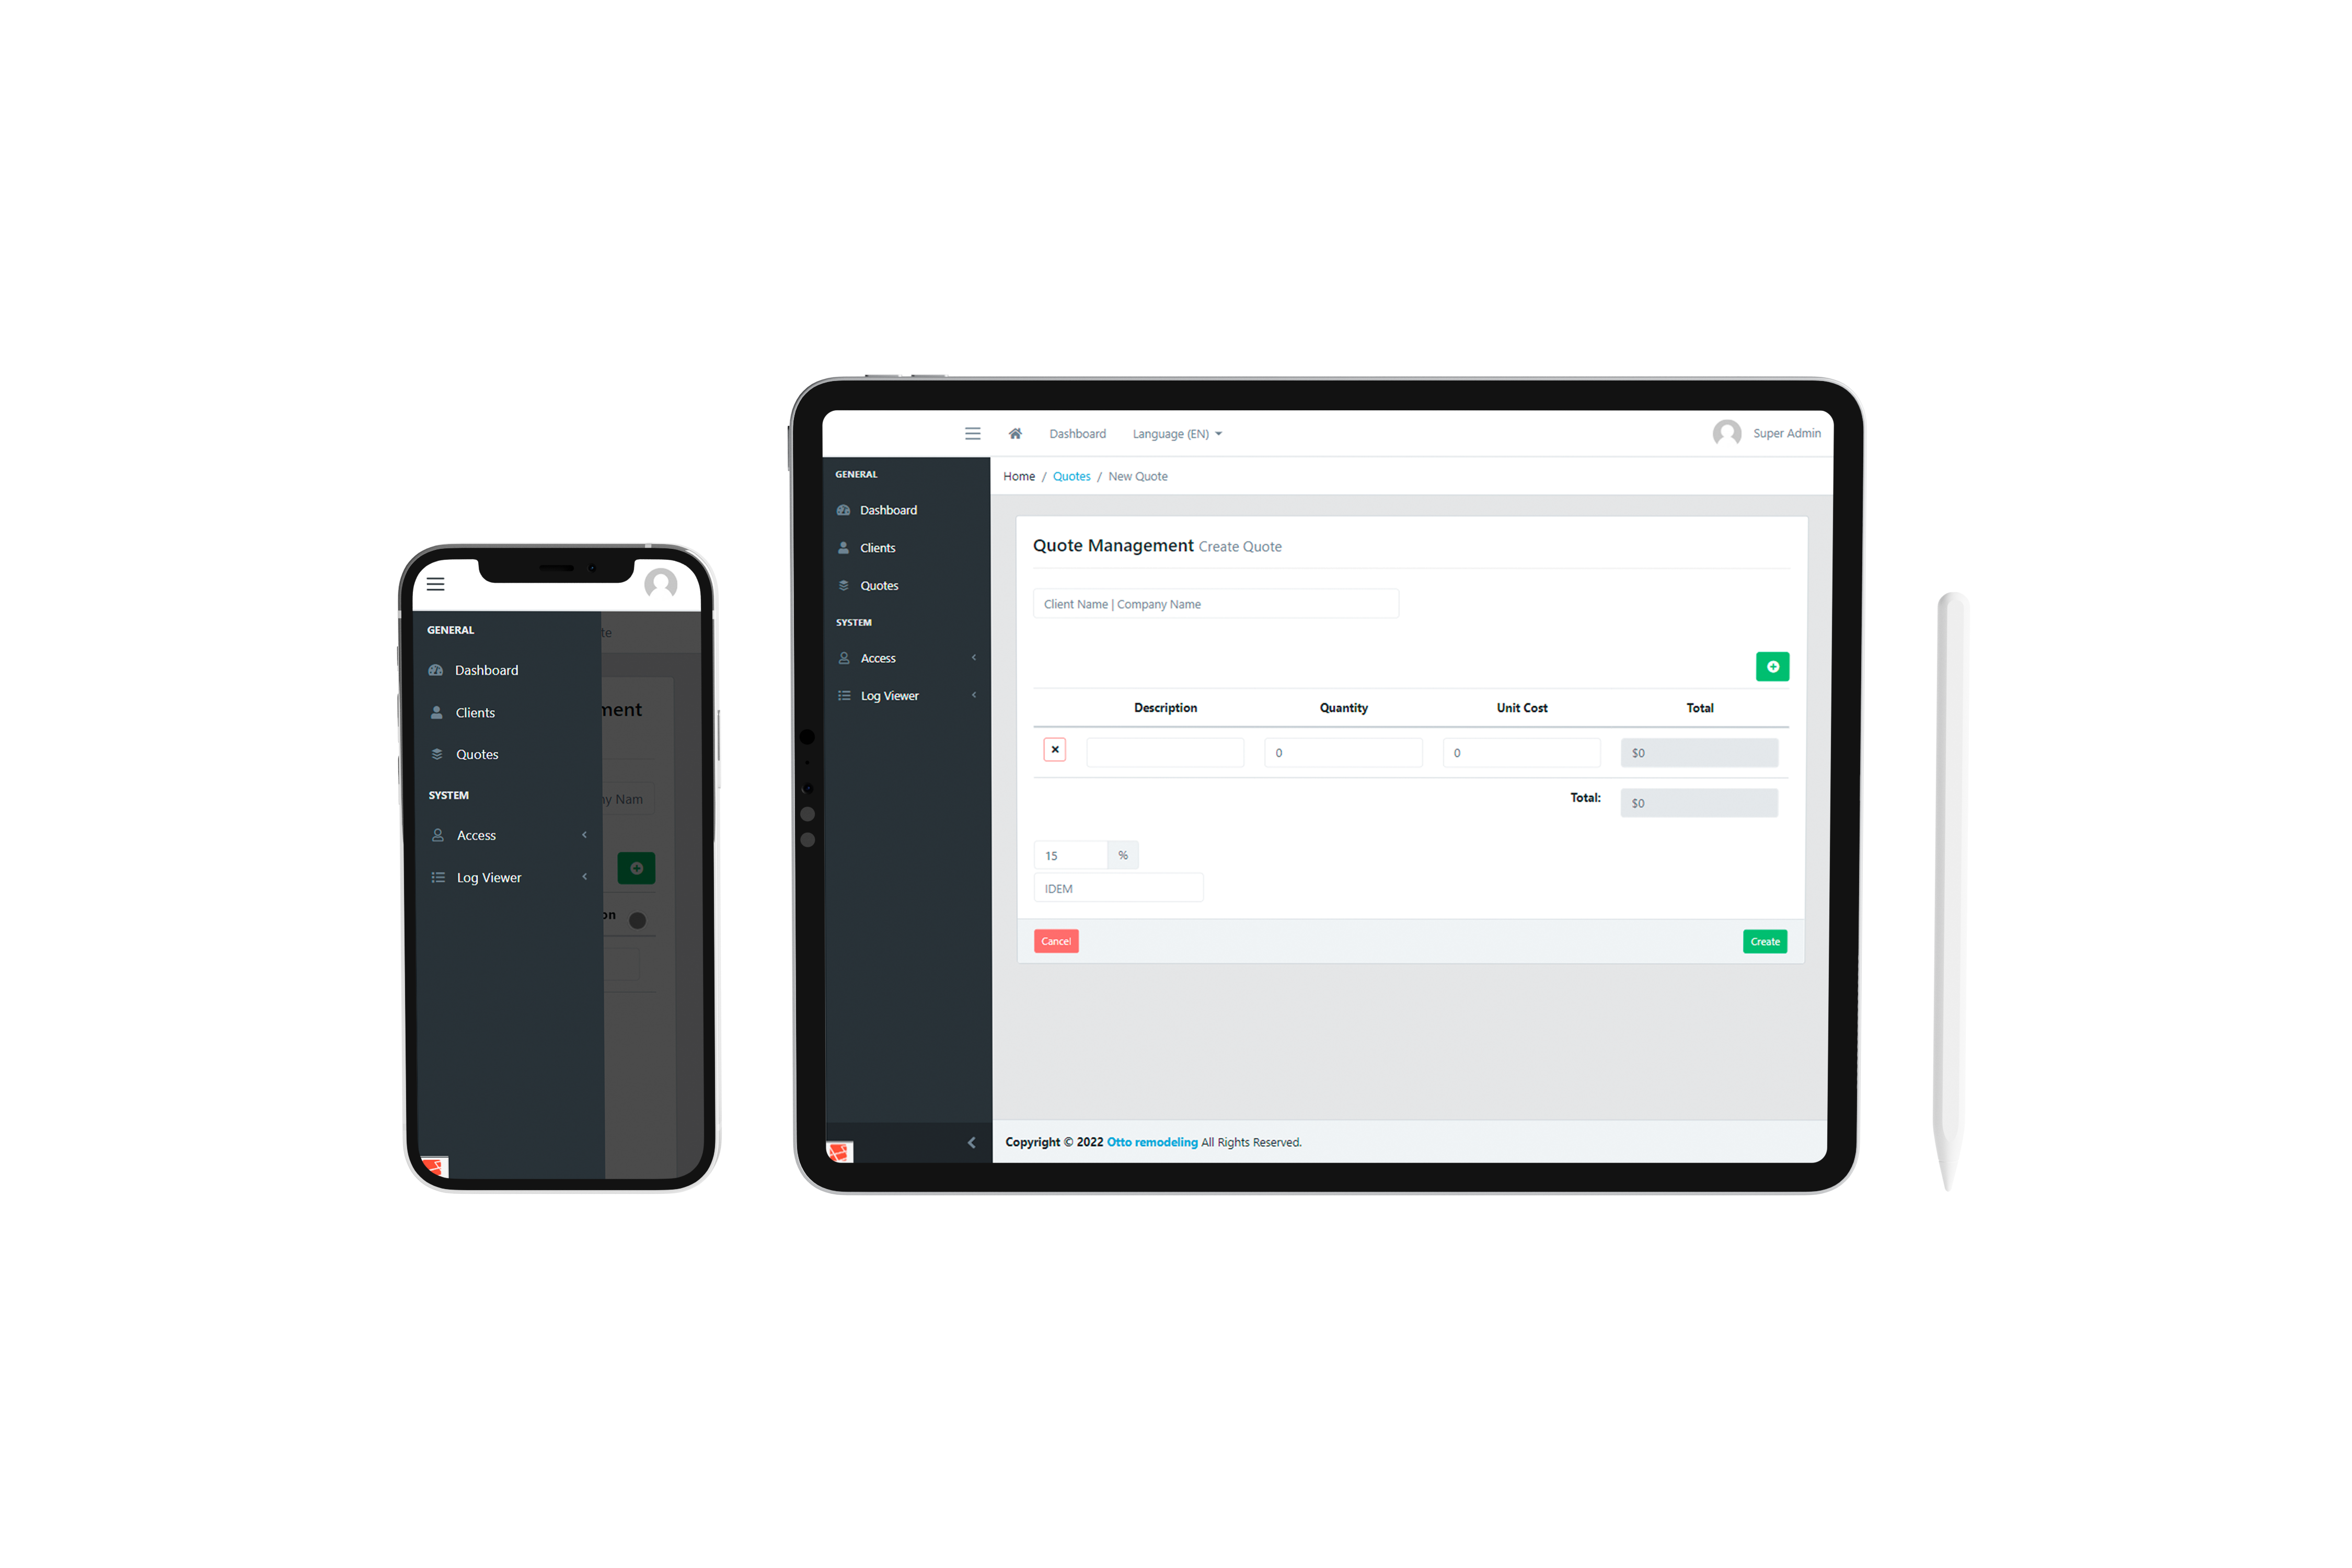 GENERAL
Dashboard
Clients
Quotes
SYSTEM
Access
Log Viewer
te
ment
y Nam
on
Dashboard
Language (EN)
Super Admin
GENERAL
Dashboard
Clients
Quotes
SYSTEM
Access
Log Viewer
Home / Quotes / New Quote
Quote Management Create Quote
Client Name | Company Name
Description Quantity Unit Cost Total
0 0 $0
Total: $0
15 %
IDEM
Cancel Create
Copyright © 2022 Otto remodeling All Rights Reserved.